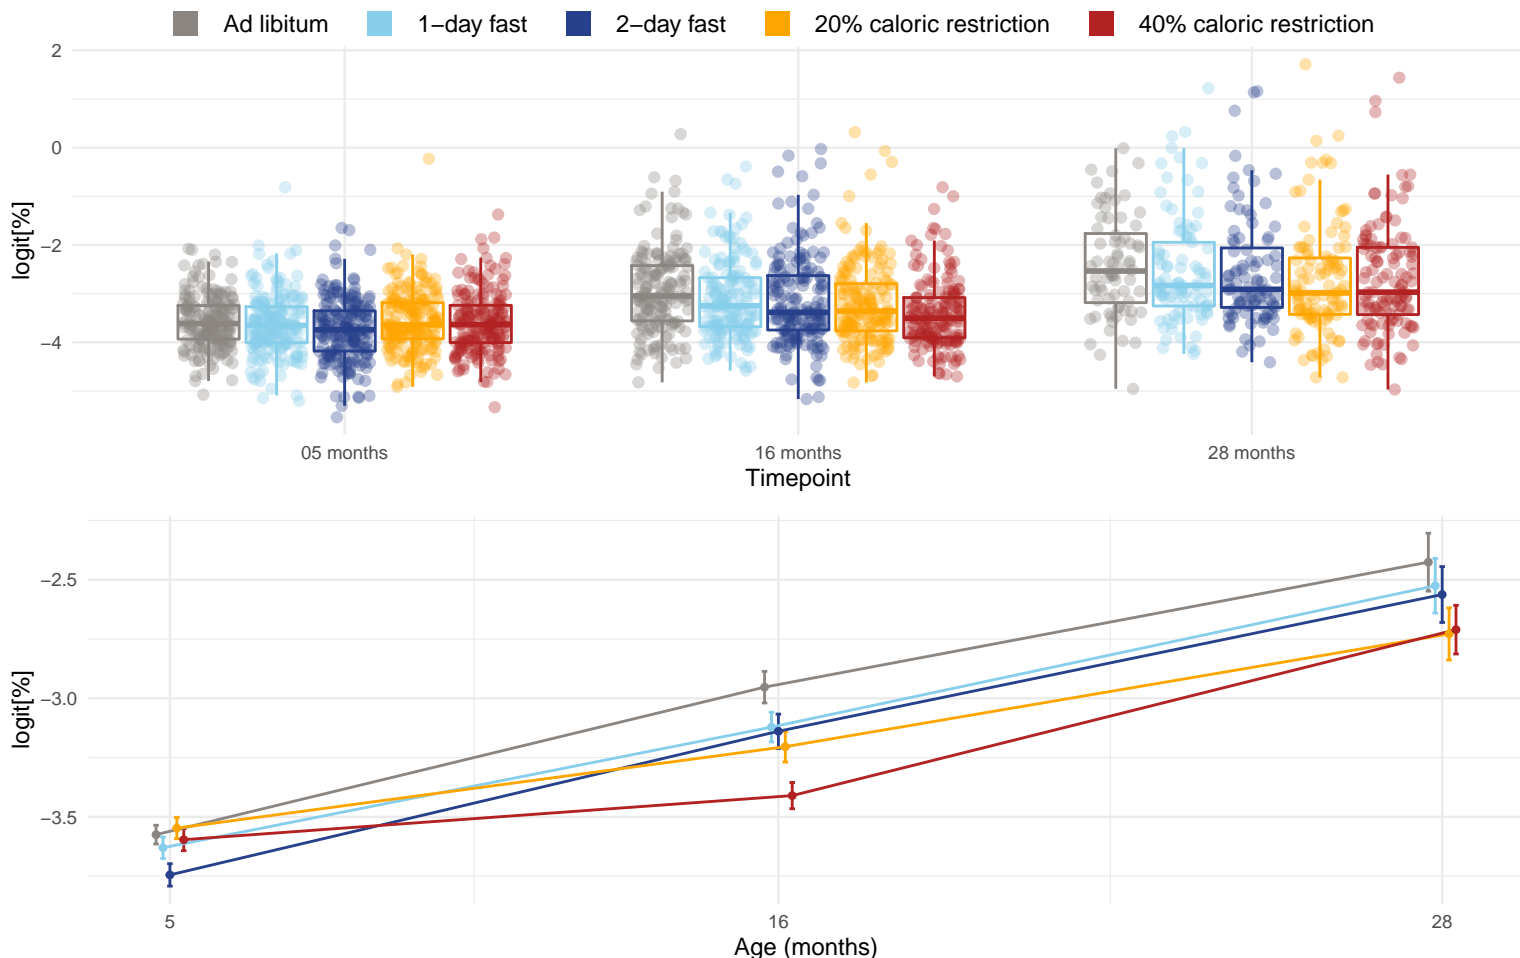 Ad libitum 1−day fast 2−day fast 20% caloric restriction 40% caloric restriction
2
0
−2
−4
logit[%]
05 months 16 months 28 months
Timepoint
−2.5
−3.0
−3.5
logit[%]
5 16 28
Age (months)